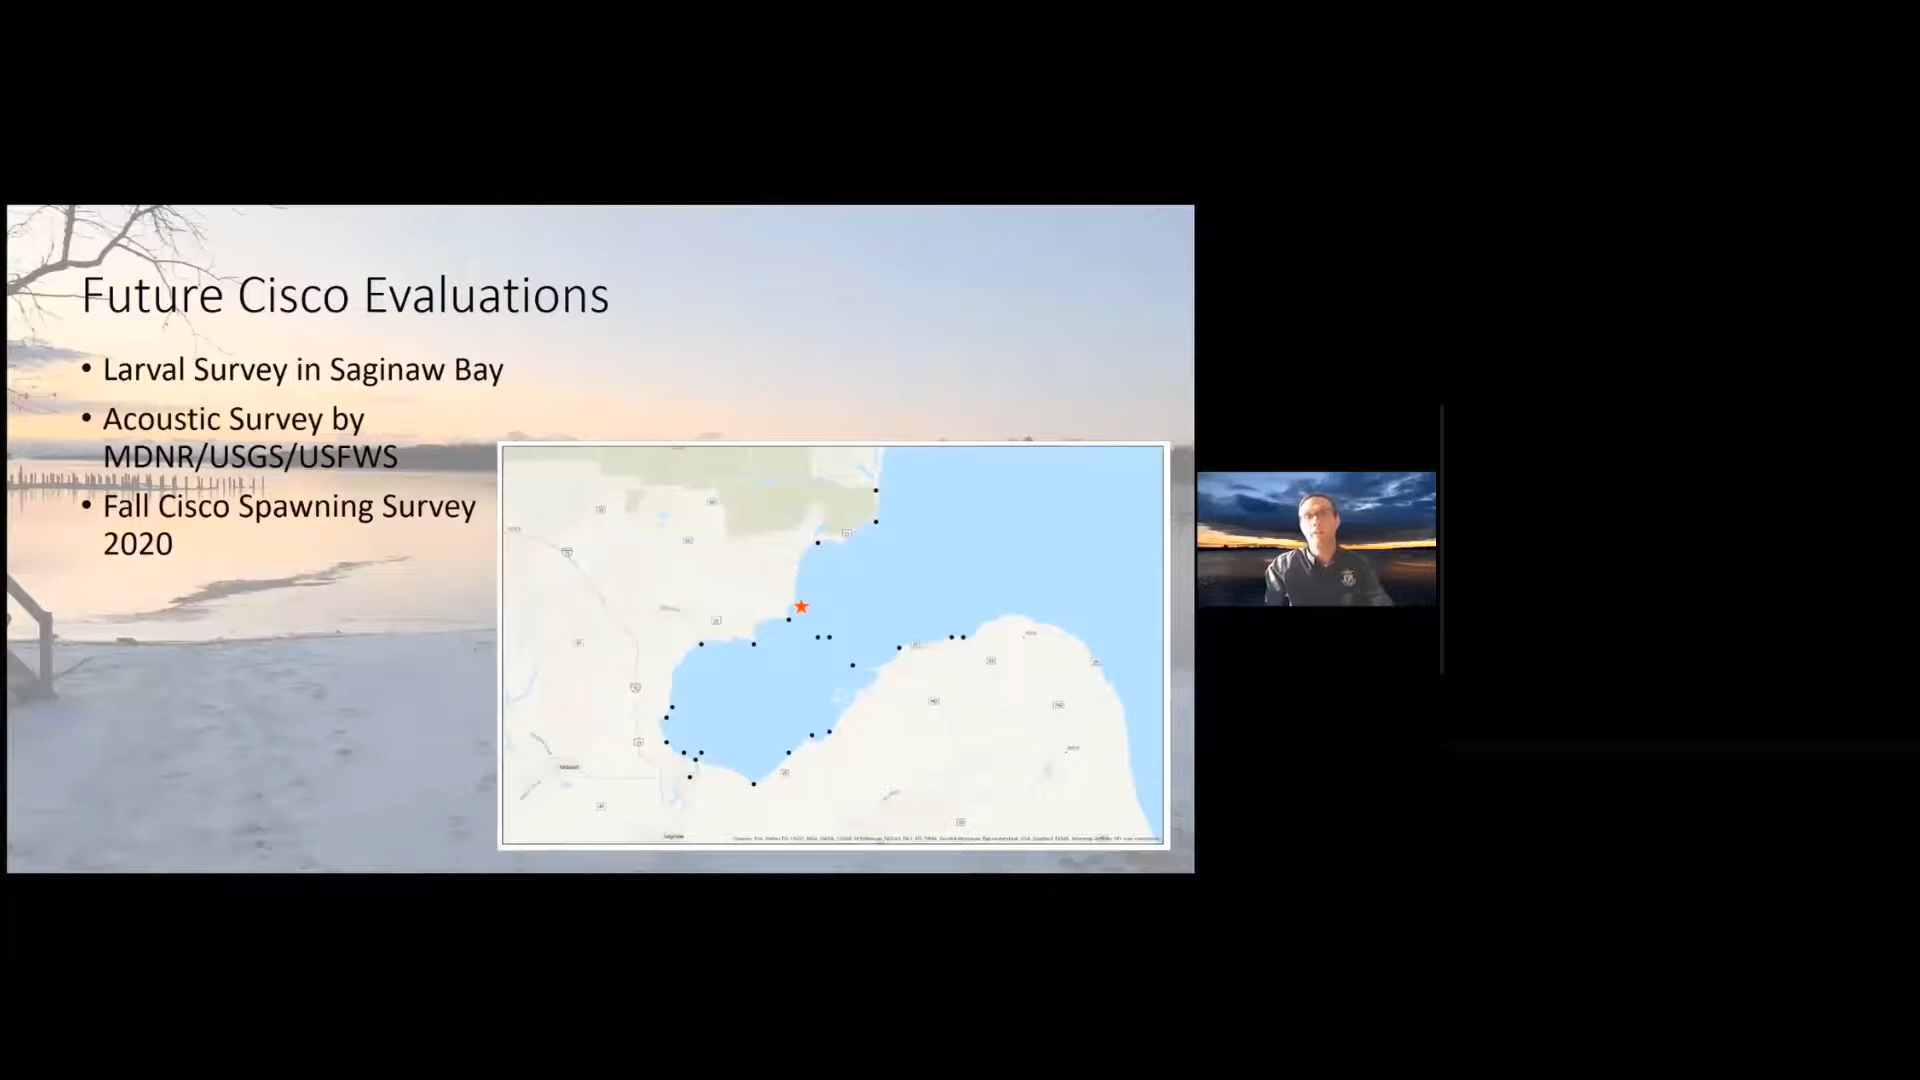 Future Cisco Evaluations
• Larval Survey in Saginaw Bay
• Acoustic Survey by
MDNR/USGS/USFWS
• Fall Cisco Spawning Survey
2020